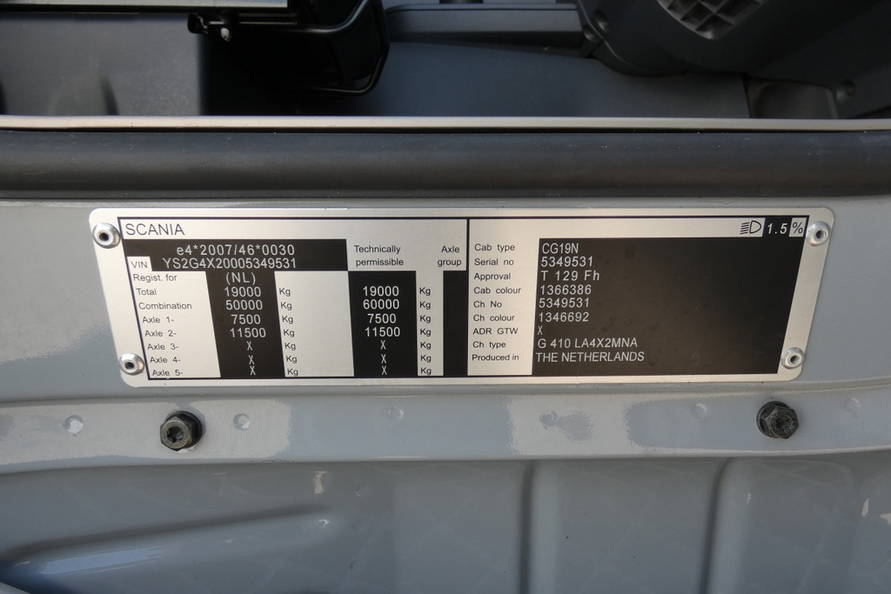 SCANIA 1.5 %
e4*2007/46*0030 Technically permissible Axle group
VIN YS2G4X20005349531
Regist. for (NL)
Total 19000 Kg 19000 Kg
Combination 50000 Kg 60000 Kg
Axle 1- 7500 Kg 7500 Kg
Axle 2- 11500 Kg 11500 Kg
Axle 3- X Kg X Kg
Axle 4- X Kg X Kg
Axle 5- X Kg X Kg
Cab type CG19N
Serial no 5349531
Approval T 129 Fh
Cab colour 1366386
Ch No 5349531
Ch colour 1346692
ADR GTW X
Ch type G 410 LA4X2MNA
Produced in THE NETHERLANDS